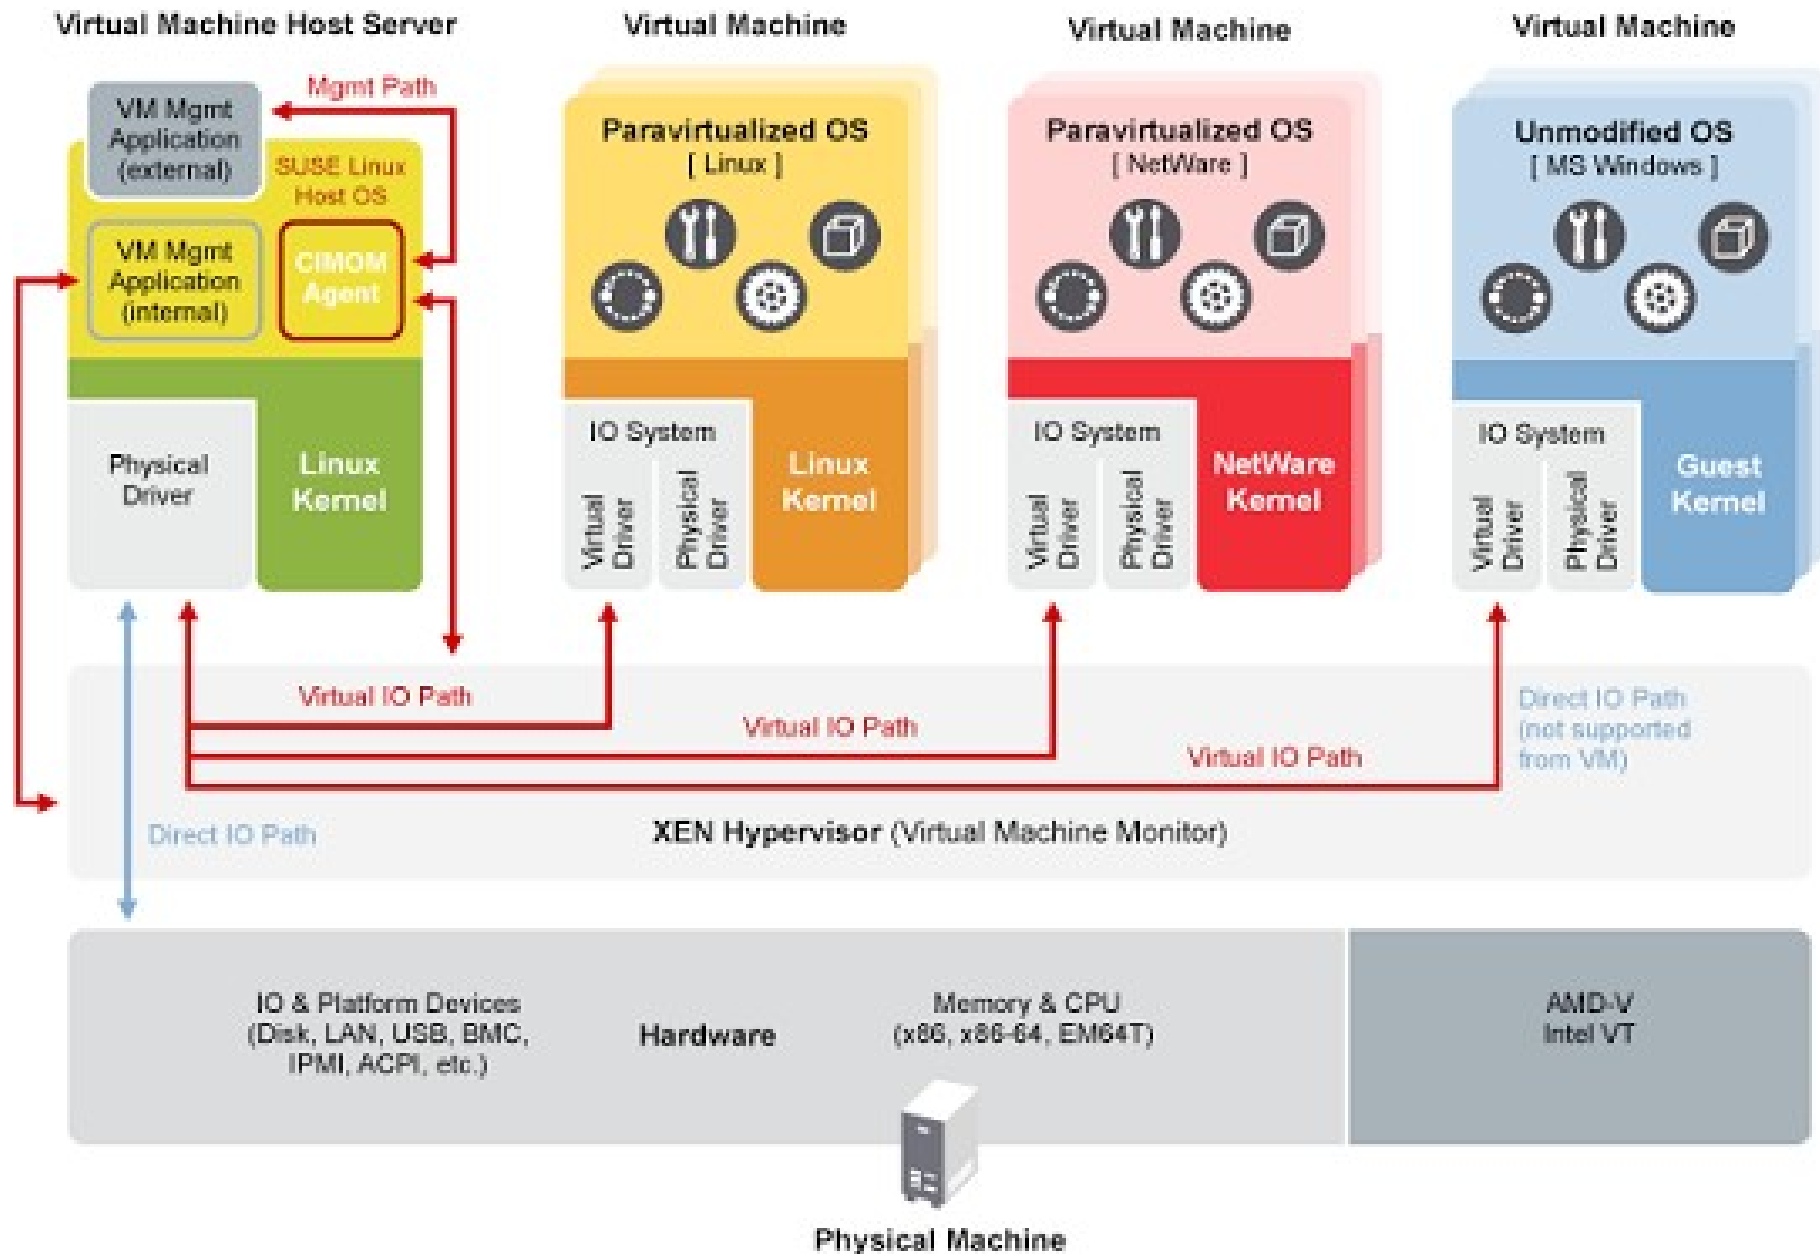 Virtual Machine Host Server
Virtual Machine
Virtual Machine
Virtual Machine
Mgmt Path
VM Mgmt
Application
(external)
SUSE Linux
Host OS
VM Mgmt
Application
(internal)
CIMOM
Agent
Physical
Driver
Linux
Kernel
Paravirtualized OS
[ Linux ]
IO System
Virtual
Driver
Physical
Driver
Linux
Kernel
Paravirtualized OS
[ NetWare ]
IO System
Virtual
Driver
Physical
Driver
NetWare
Kernel
Unmodified OS
[ MS Windows ]
IO System
Virtual
Driver
Physical
Driver
Guest
Kernel
Virtual IO Path
Virtual IO Path
Virtual IO Path
Direct IO Path
(not supported
from VM)
Direct IO Path
XEN Hypervisor (Virtual Machine Monitor)
IO & Platform Devices
(Disk, LAN, USB, BMC,
IPMI, ACPI, etc.)
Hardware
Memory & CPU
(x86, x86-64, EM64T)
AMD-V
Intel VT
Physical Machine